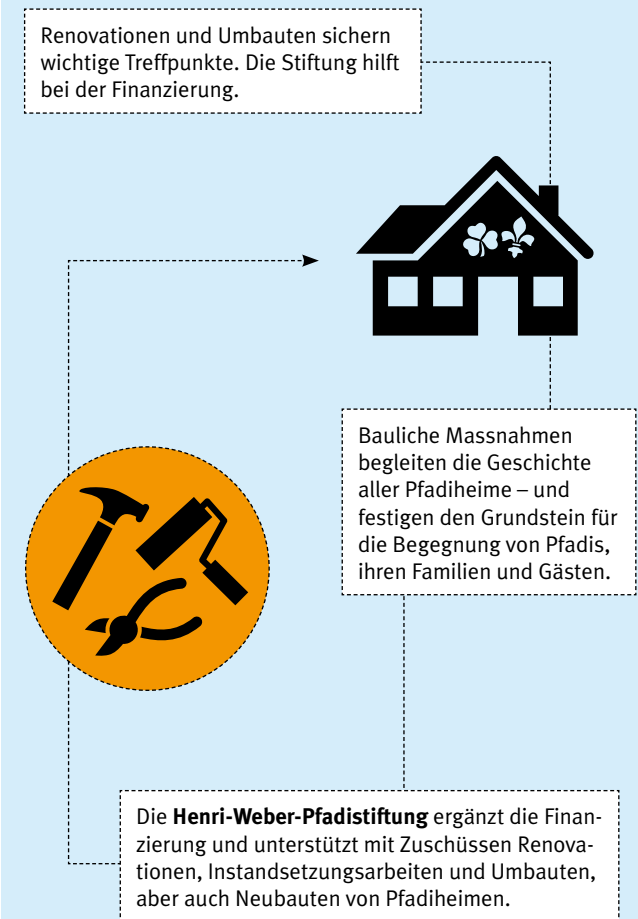 Renovationen und Umbauten sichern
wichtige Treffpunkte. Die Stiftung hilft
bei der Finanzierung.
Bauliche Massnahmen
begleiten die Geschichte
aller Pfadiheime – und
festigen den Grundstein für
die Begegnung von Pfadis,
ihren Familien und Gästen.
Die Henri-Weber-Pfadistiftung ergänzt die Finan-
zierung und unterstützt mit Zuschüssen Renova-
tionen, Instandsetzungsarbeiten und Umbauten,
aber auch Neubauten von Pfadiheimen.